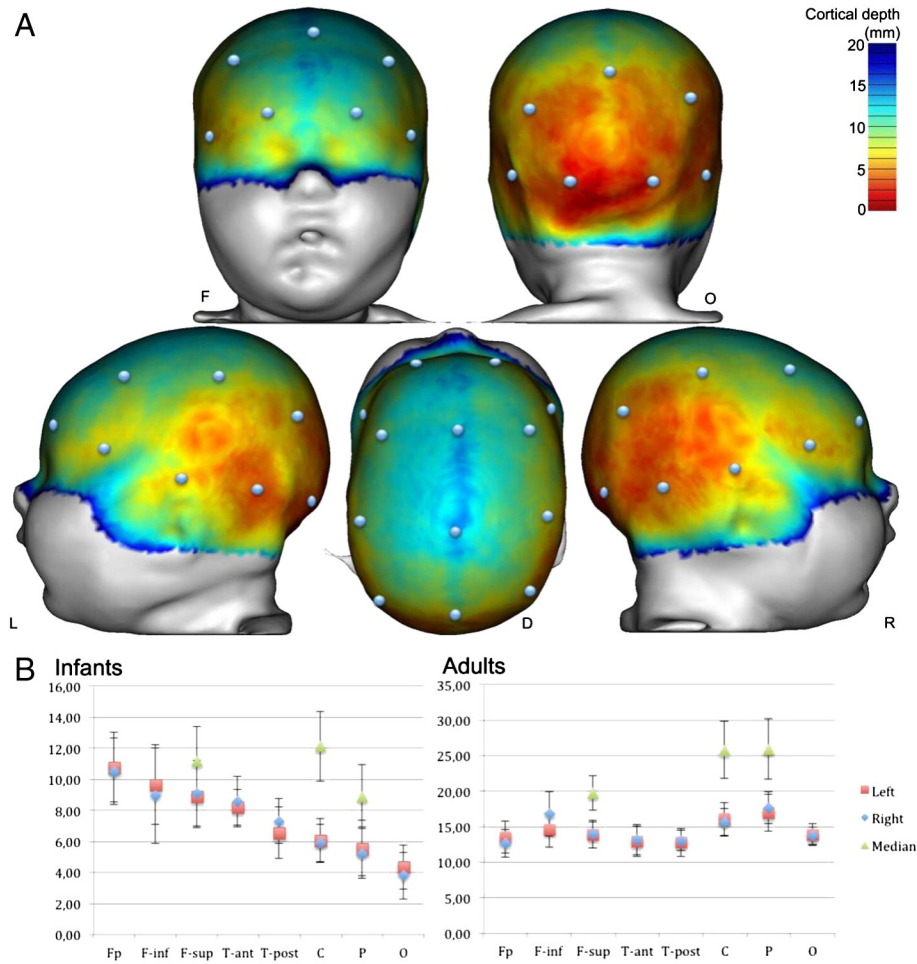 A
Cortical depth
(mm)
20
15
10
5
0
F
O
L
D
R
B
Infants
Adults
16,00
14,00
12,00
10,00
8,00
6,00
4,00
2,00
0,00
Fp F-inf F-sup T-ant T-post C P O
35,00
30,00
25,00
20,00
15,00
10,00
5,00
0,00
Fp F-inf F-sup T-ant T-post C P O
Left
Right
Median